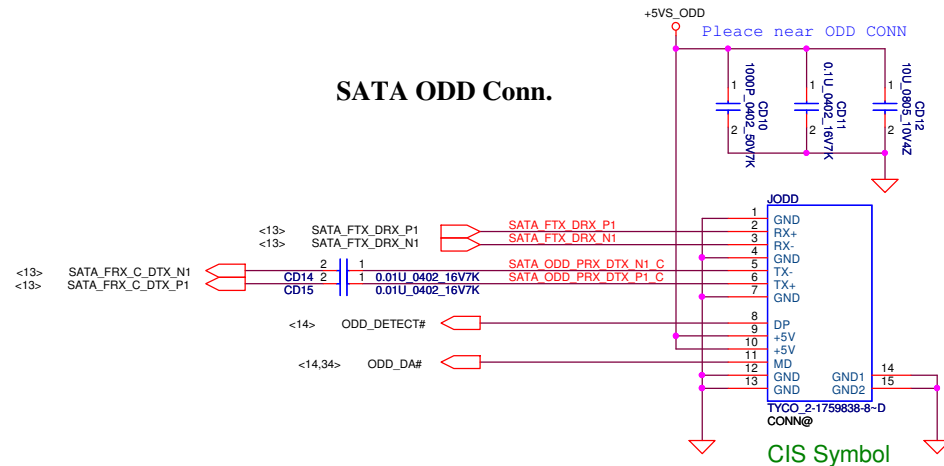 +5VS_ODD
Pleace near ODD CONN
SATA ODD Conn.
1
2
CD10
1000P_0402_50V7K
1
2
CD11
0.1U_0402_16V7K
1
2
CD12
10U_0805_10V4Z
JODD
1 GND
<13> SATA_FTX_DRX_P1 SATA_FTX_DRX_P1 2 RX+
<13> SATA_FTX_DRX_N1 SATA_FTX_DRX_N1 3 RX-
4 GND
<13> SATA_FRX_C_DTX_N1 2 1 SATA_ODD_PRX_DTX_N1_C 5 TX-
CD14 0.01U_0402_16V7K
<13> SATA_FRX_C_DTX_P1 2 1 SATA_ODD_PRX_DTX_P1_C 6 TX+
CD15 0.01U_0402_16V7K
7 GND
<14> ODD_DETECT# 8 DP
9 +5V
10 +5V
<14,34> ODD_DA# 11 MD
12 GND GND1 14
13 GND GND2 15
TYCO_2-1759838-8~D
CONN@
CIS Symbol